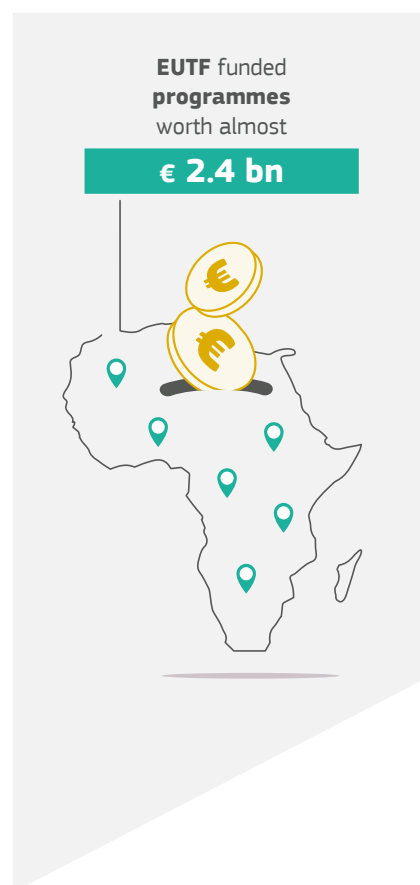 EUTF funded
programmes
worth almost
€ 2.4 bn
€
€